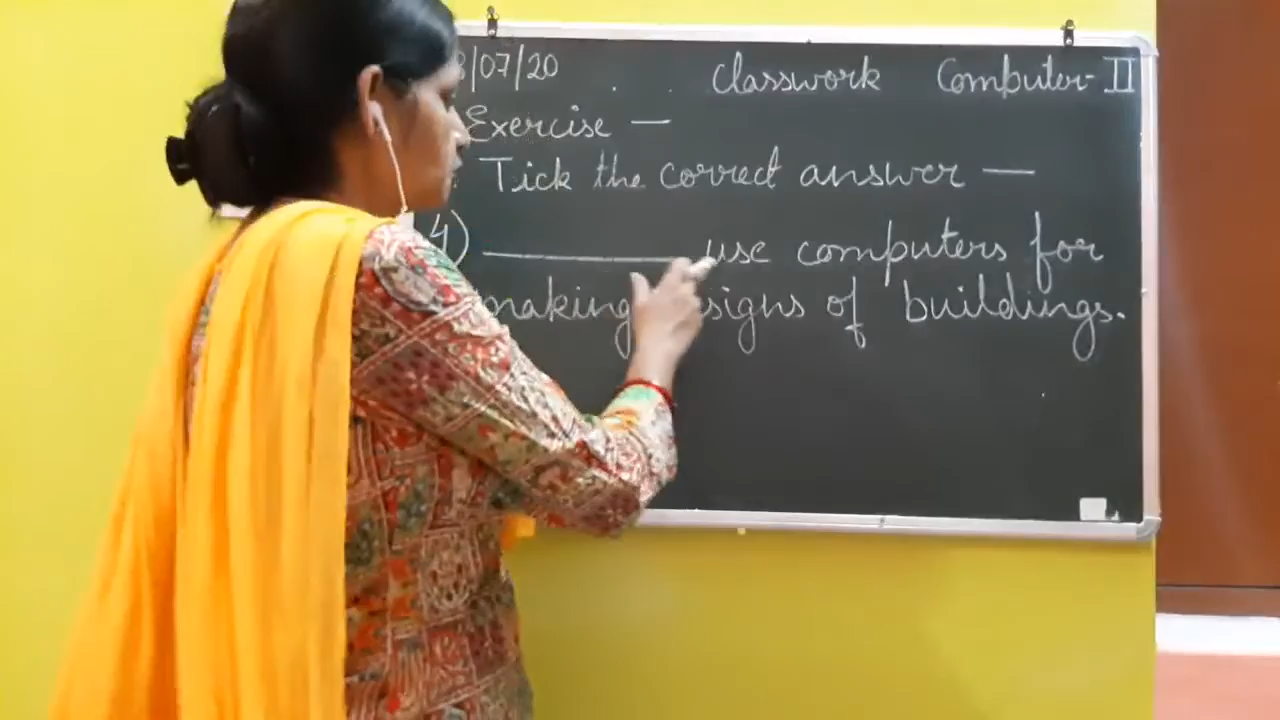 /07/20 Classwork Computer-II
Exercise —
Tick the correct answer —
4) ________ use computers for
making signs of buildings.